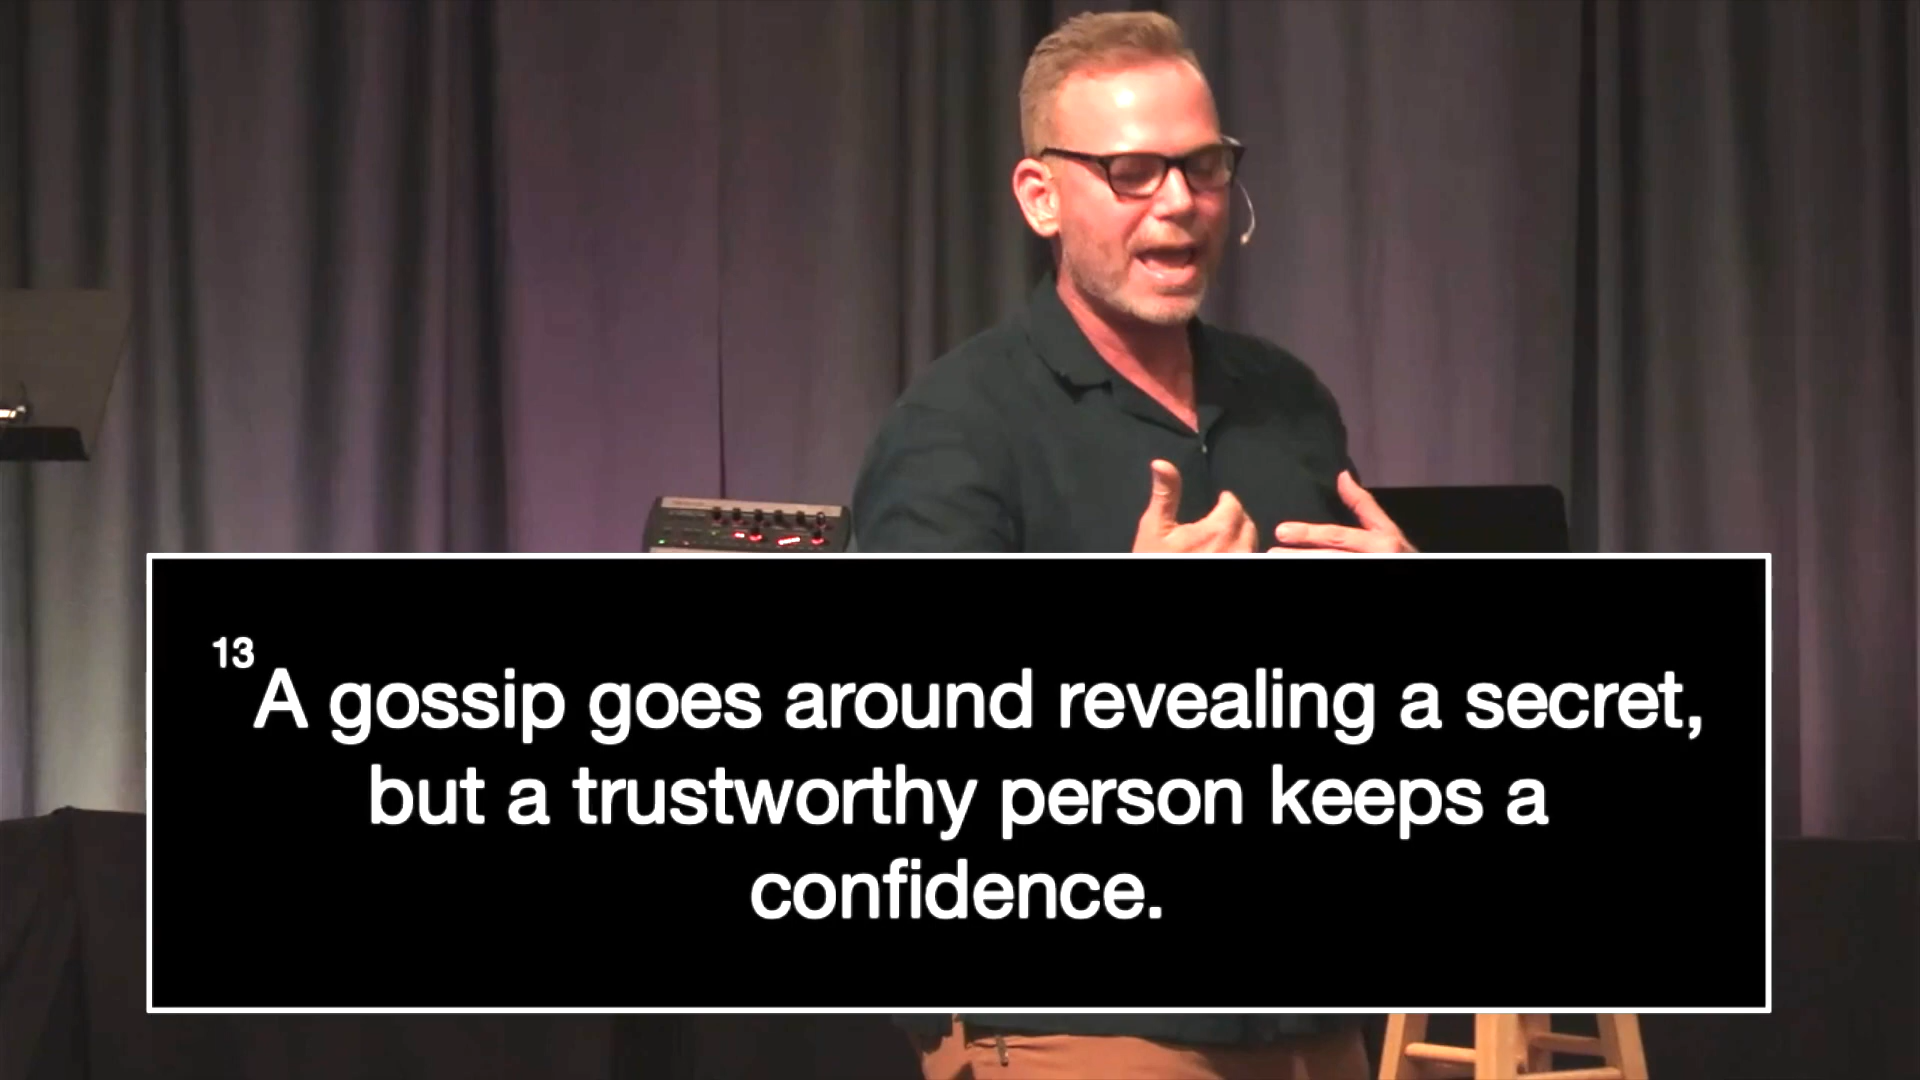 13
A gossip goes around revealing a secret,
but a trustworthy person keeps a
confidence.